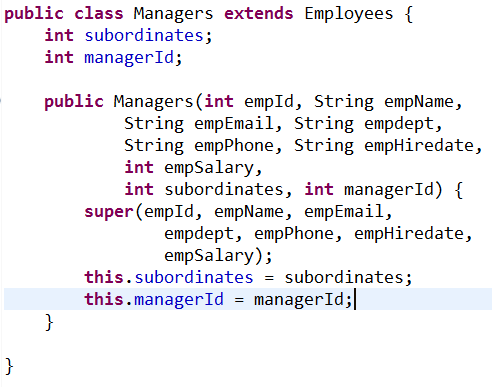 public class Managers extends Employees {
    int subordinates;
    int managerId;

    public Managers(int empId, String empName,
            String empEmail, String empdept,
            String empPhone, String empHiredate,
            int empSalary,
            int subordinates, int managerId) {
        super(empId, empName, empEmail,
                empdept, empPhone, empHiredate,
                empSalary);
        this.subordinates = subordinates;
        this.managerId = managerId;
    }

}